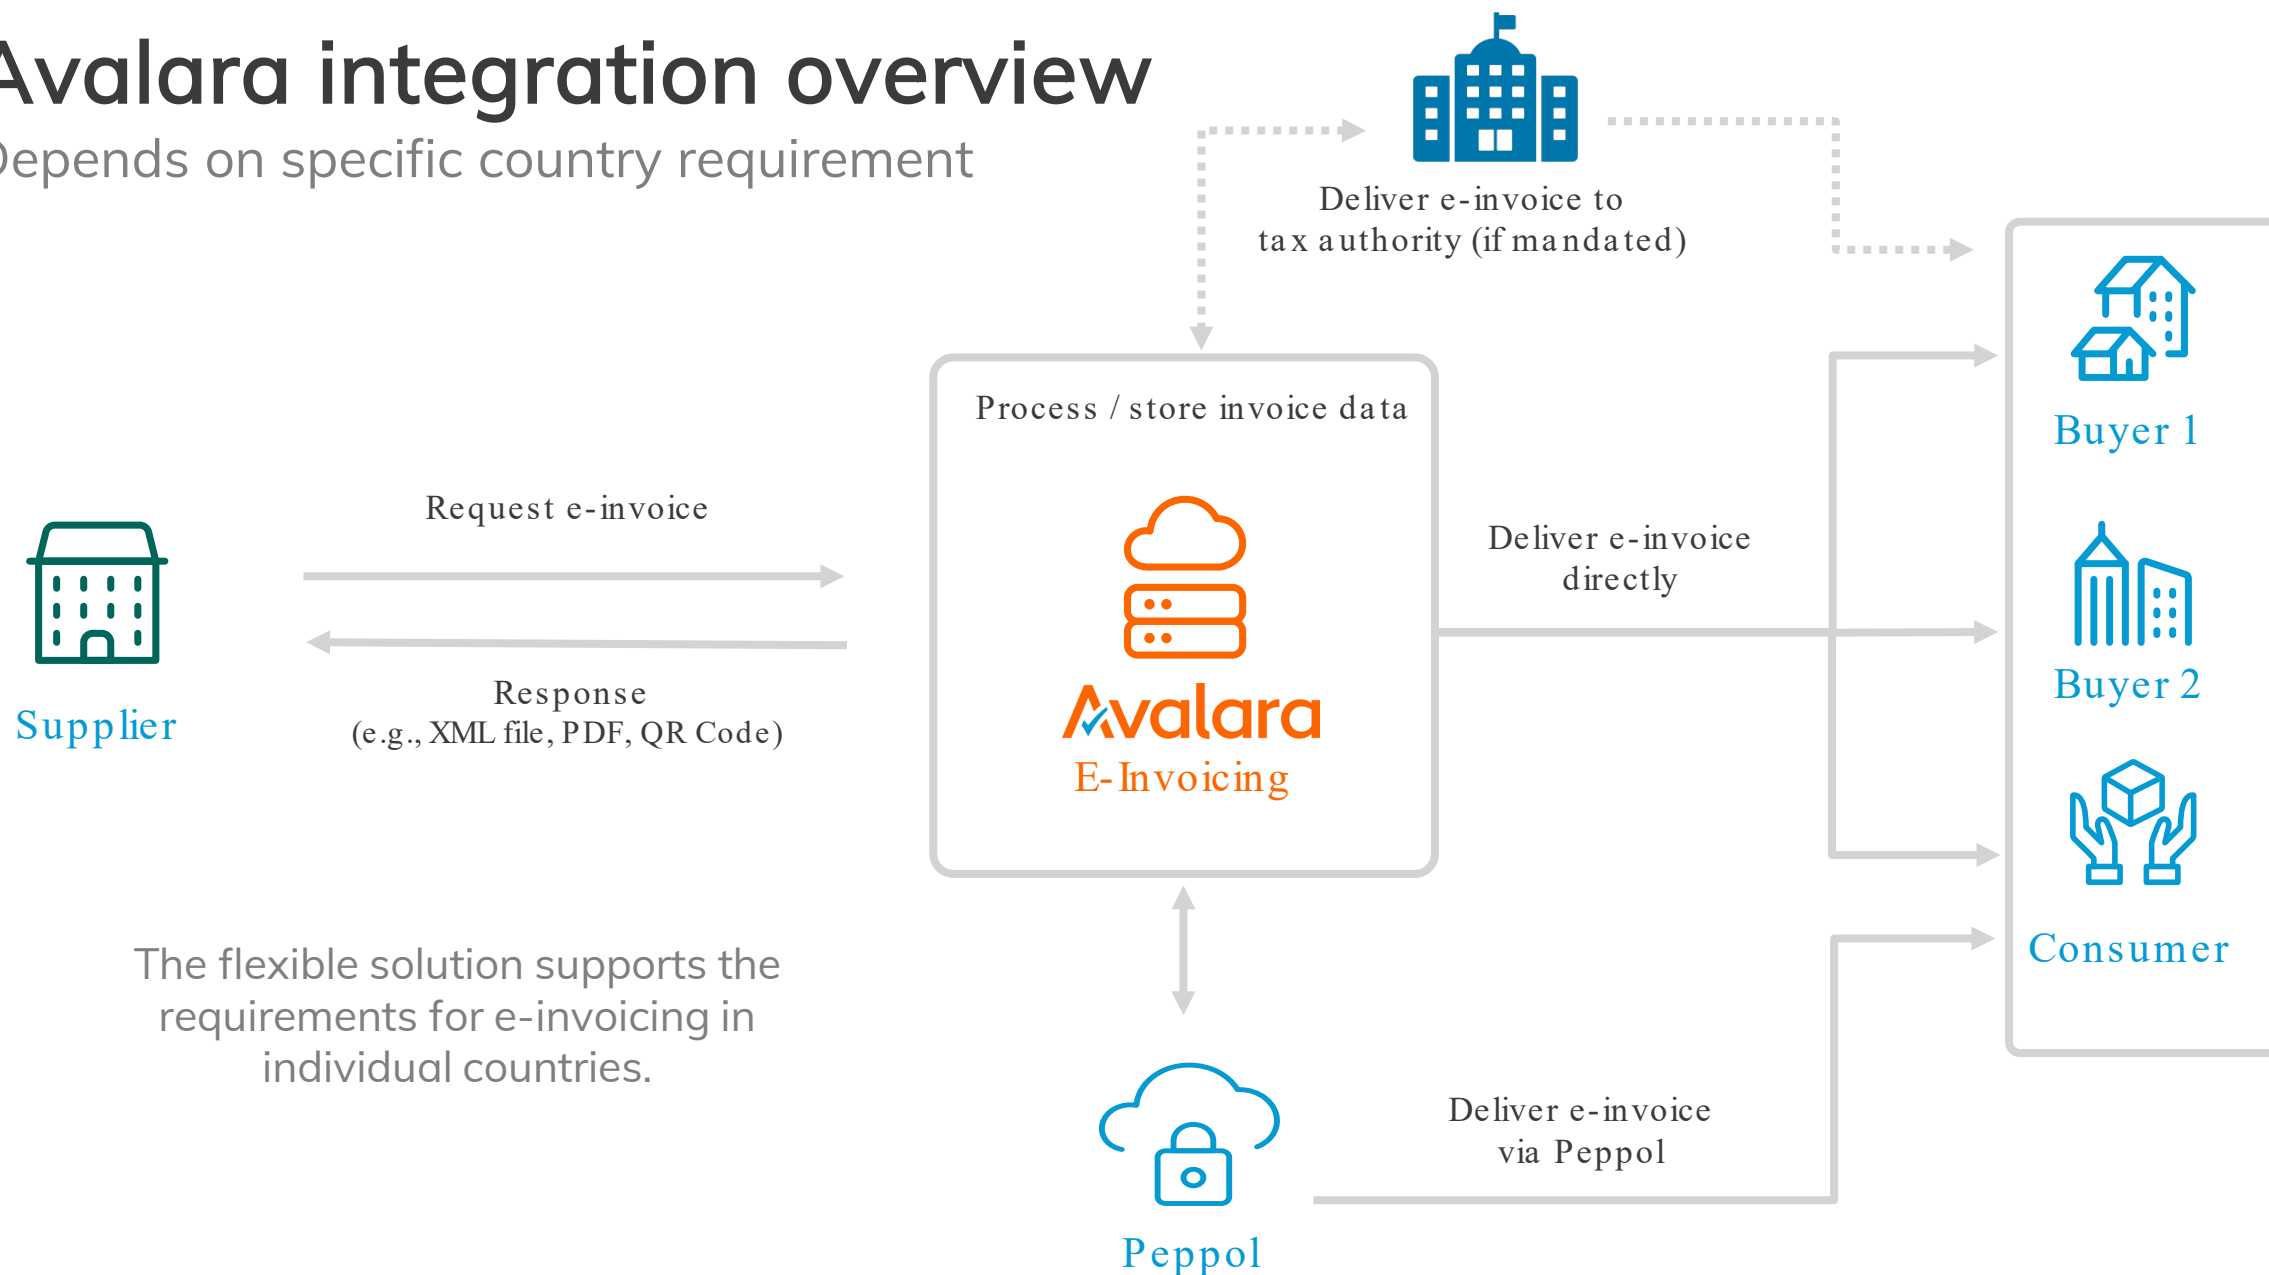 Avalara integration overview
Depends on specific country requirement
Deliver e-invoice to
tax authority (if mandated)
Process / store invoice data
Request e-invoice
Response
(e.g., XML file, PDF, QR Code)
Supplier
Avalara
E-Invoicing
Deliver e-invoice
directly
Buyer 1
Buyer 2
Consumer
The flexible solution supports the
requirements for e-invoicing in
individual countries.
Deliver e-invoice
via Peppol
Peppol